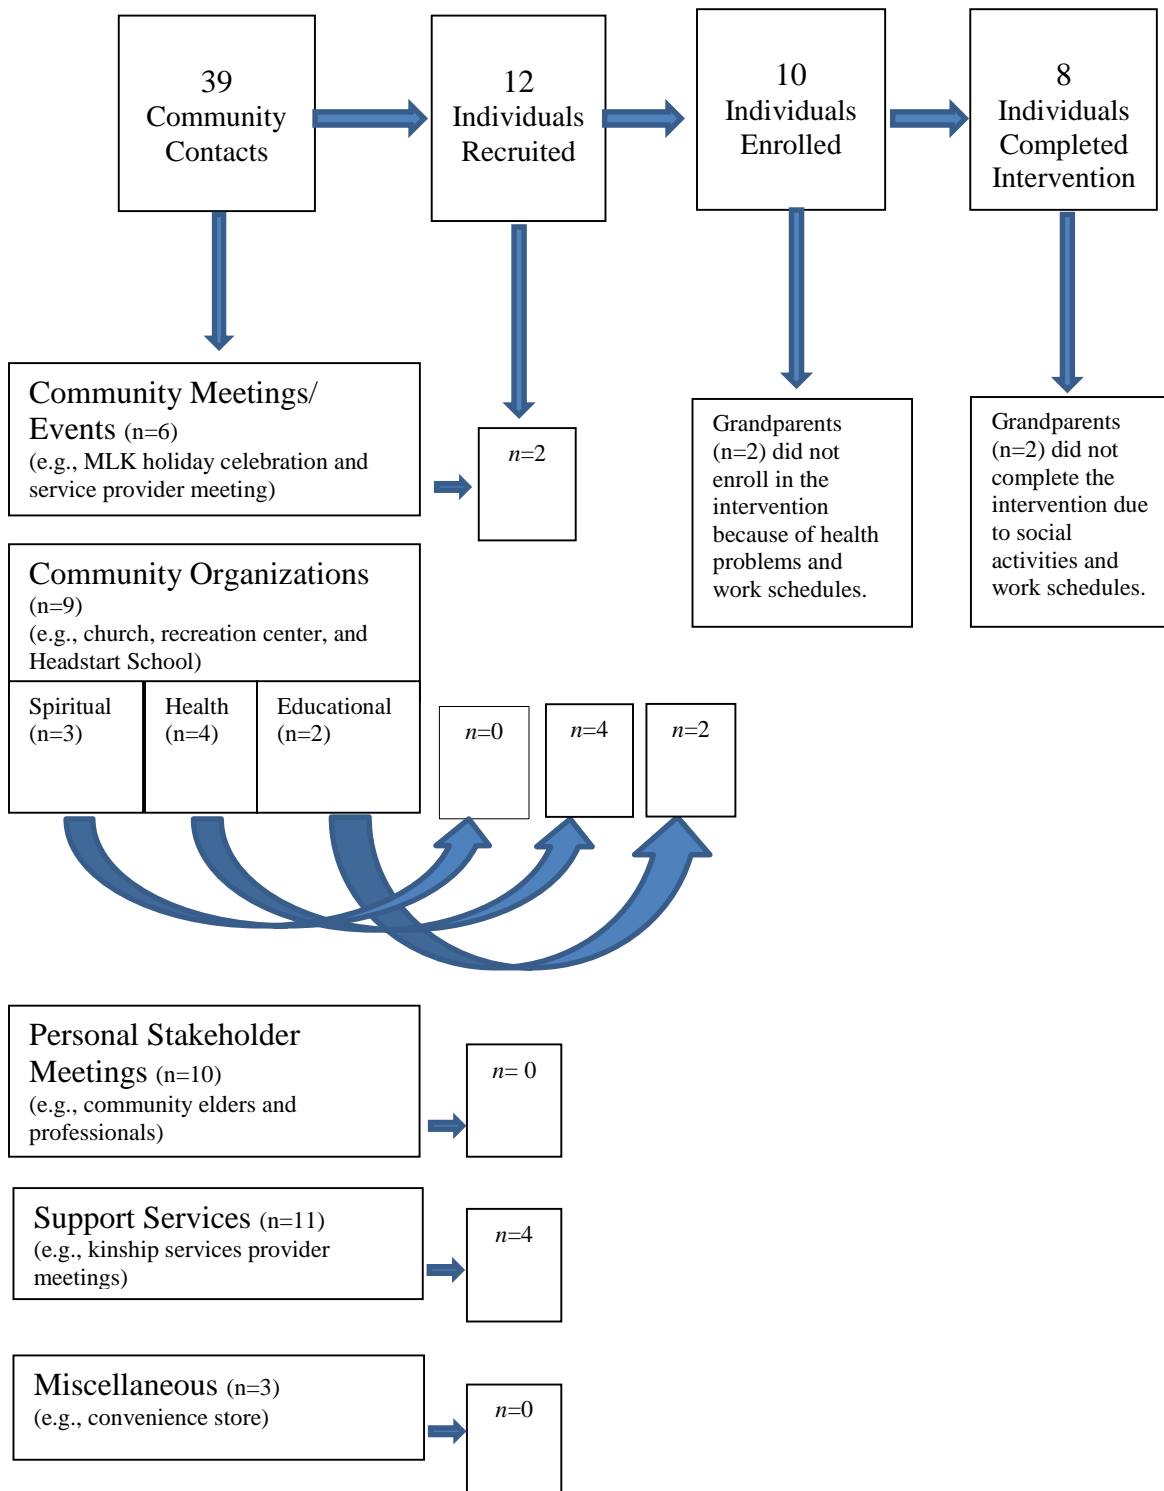 39
Community
Contacts
12
Individuals
Recruited
10
Individuals
Enrolled
8
Individuals
Completed
Intervention
Community Meetings/
Events (n=6)
(e.g., MLK holiday celebration and
service provider meeting)
n=2
Grandparents
(n=2) did not
enroll in the
intervention
because of health
problems and
work schedules.
Grandparents
(n=2) did not
complete the
intervention due
to social
activities and
work schedules.
Community Organizations
(n=9)
(e.g., church, recreation center, and
Headstart School)
Spiritual
(n=3)
Health
(n=4)
Educational
(n=2)
n=0
n=4
n=2
Personal Stakeholder
Meetings (n=10)
(e.g., community elders and
professionals)
n= 0
Support Services (n=11)
(e.g., kinship services provider
meetings)
n=4
Miscellaneous (n=3)
(e.g., convenience store)
n=0